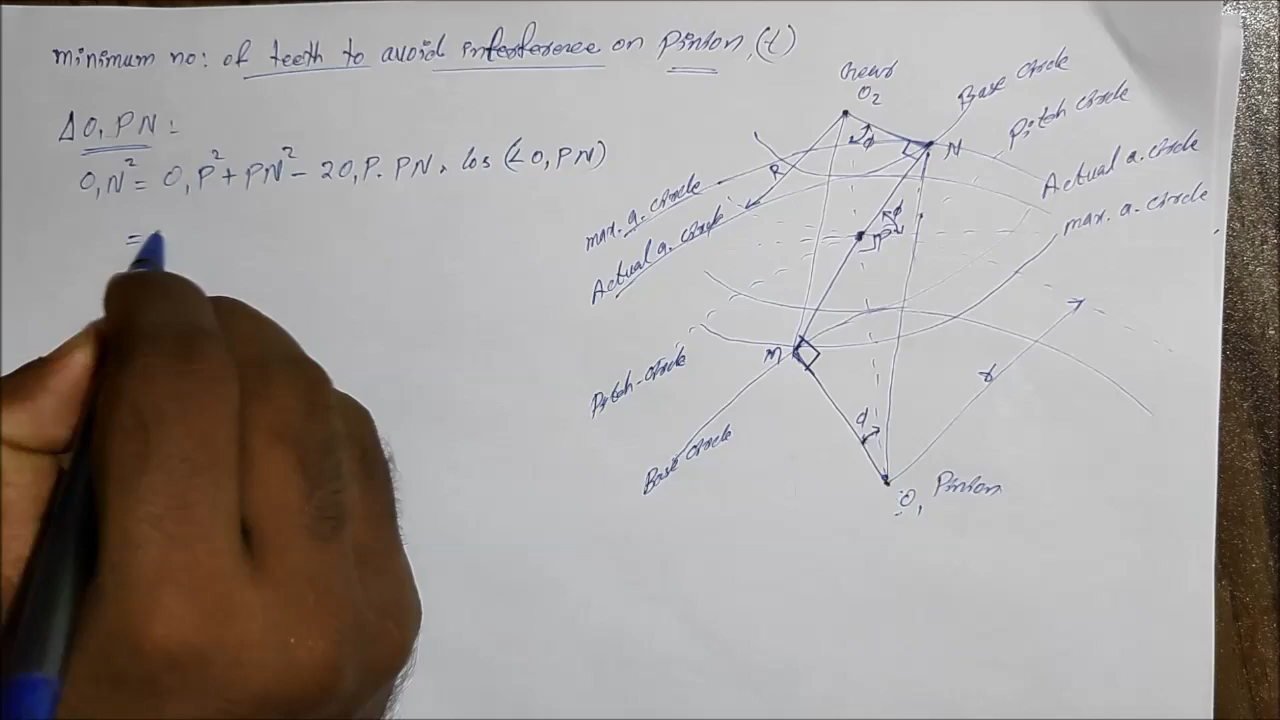 minimum no: of teeth to avoid interference on pinion, (t)
Δ O, PN :
O,N² = O,P² + PN² - 2O,P. PN. cos (∠O,PN)
=
Gear
O2
Base circle
Pitch circle
Actual a. circle
max. a. circle
N
ϕ
R
max. a. circle
Actual a. circle
ϕ
P
M
Pitch circle
r
Base circle
ϕ
O, Pinion